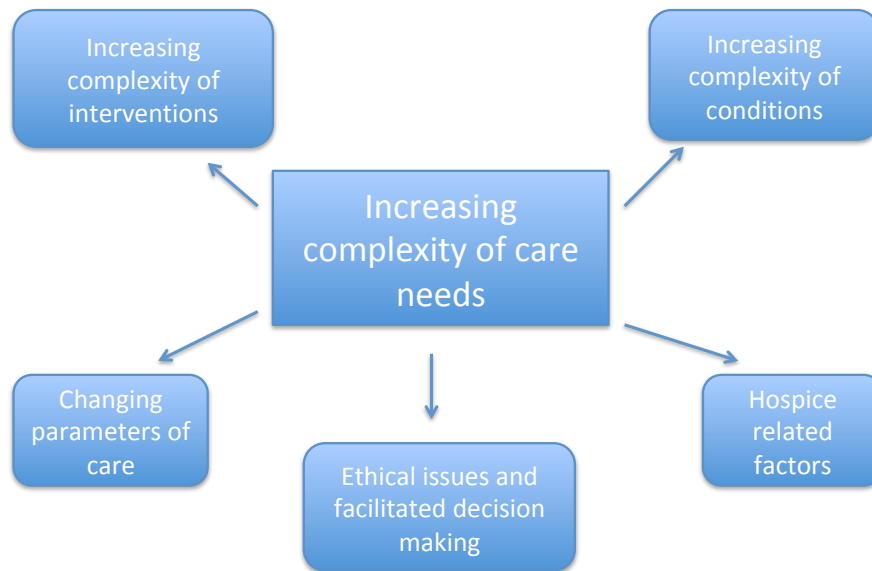 Increasing
complexity of
interventions
Increasing
complexity of
conditions
Increasing
complexity of care
needs
Changing
parameters of
care
Ethical issues and
facilitated decision
making
Hospice
related
factors